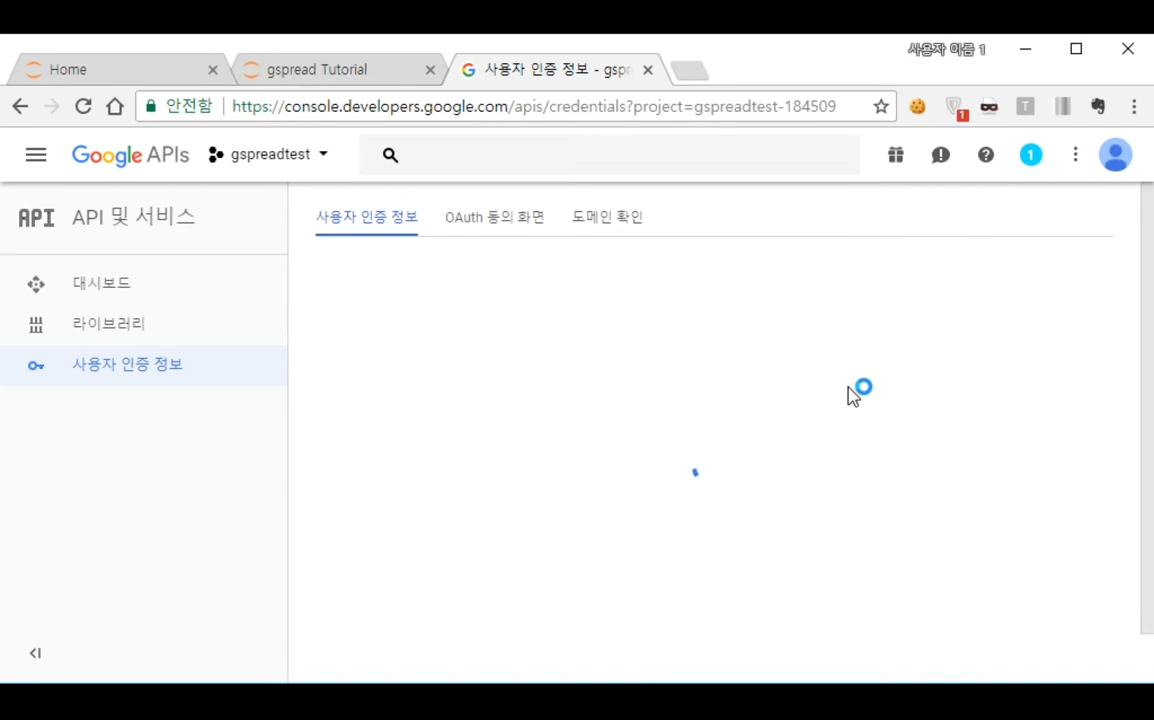 사용자 이름 1
Home
gspread Tutorial
사용자 인증 정보 - gspr
안전함
https://console.developers.google.com/apis/credentials?project=gspreadtest-184509
1
T
Google APIs
gspreadtest
1
API
API 및 서비스
사용자 인증 정보
OAuth 동의 화면
도메인 확인
대시보드
라이브러리
사용자 인증 정보